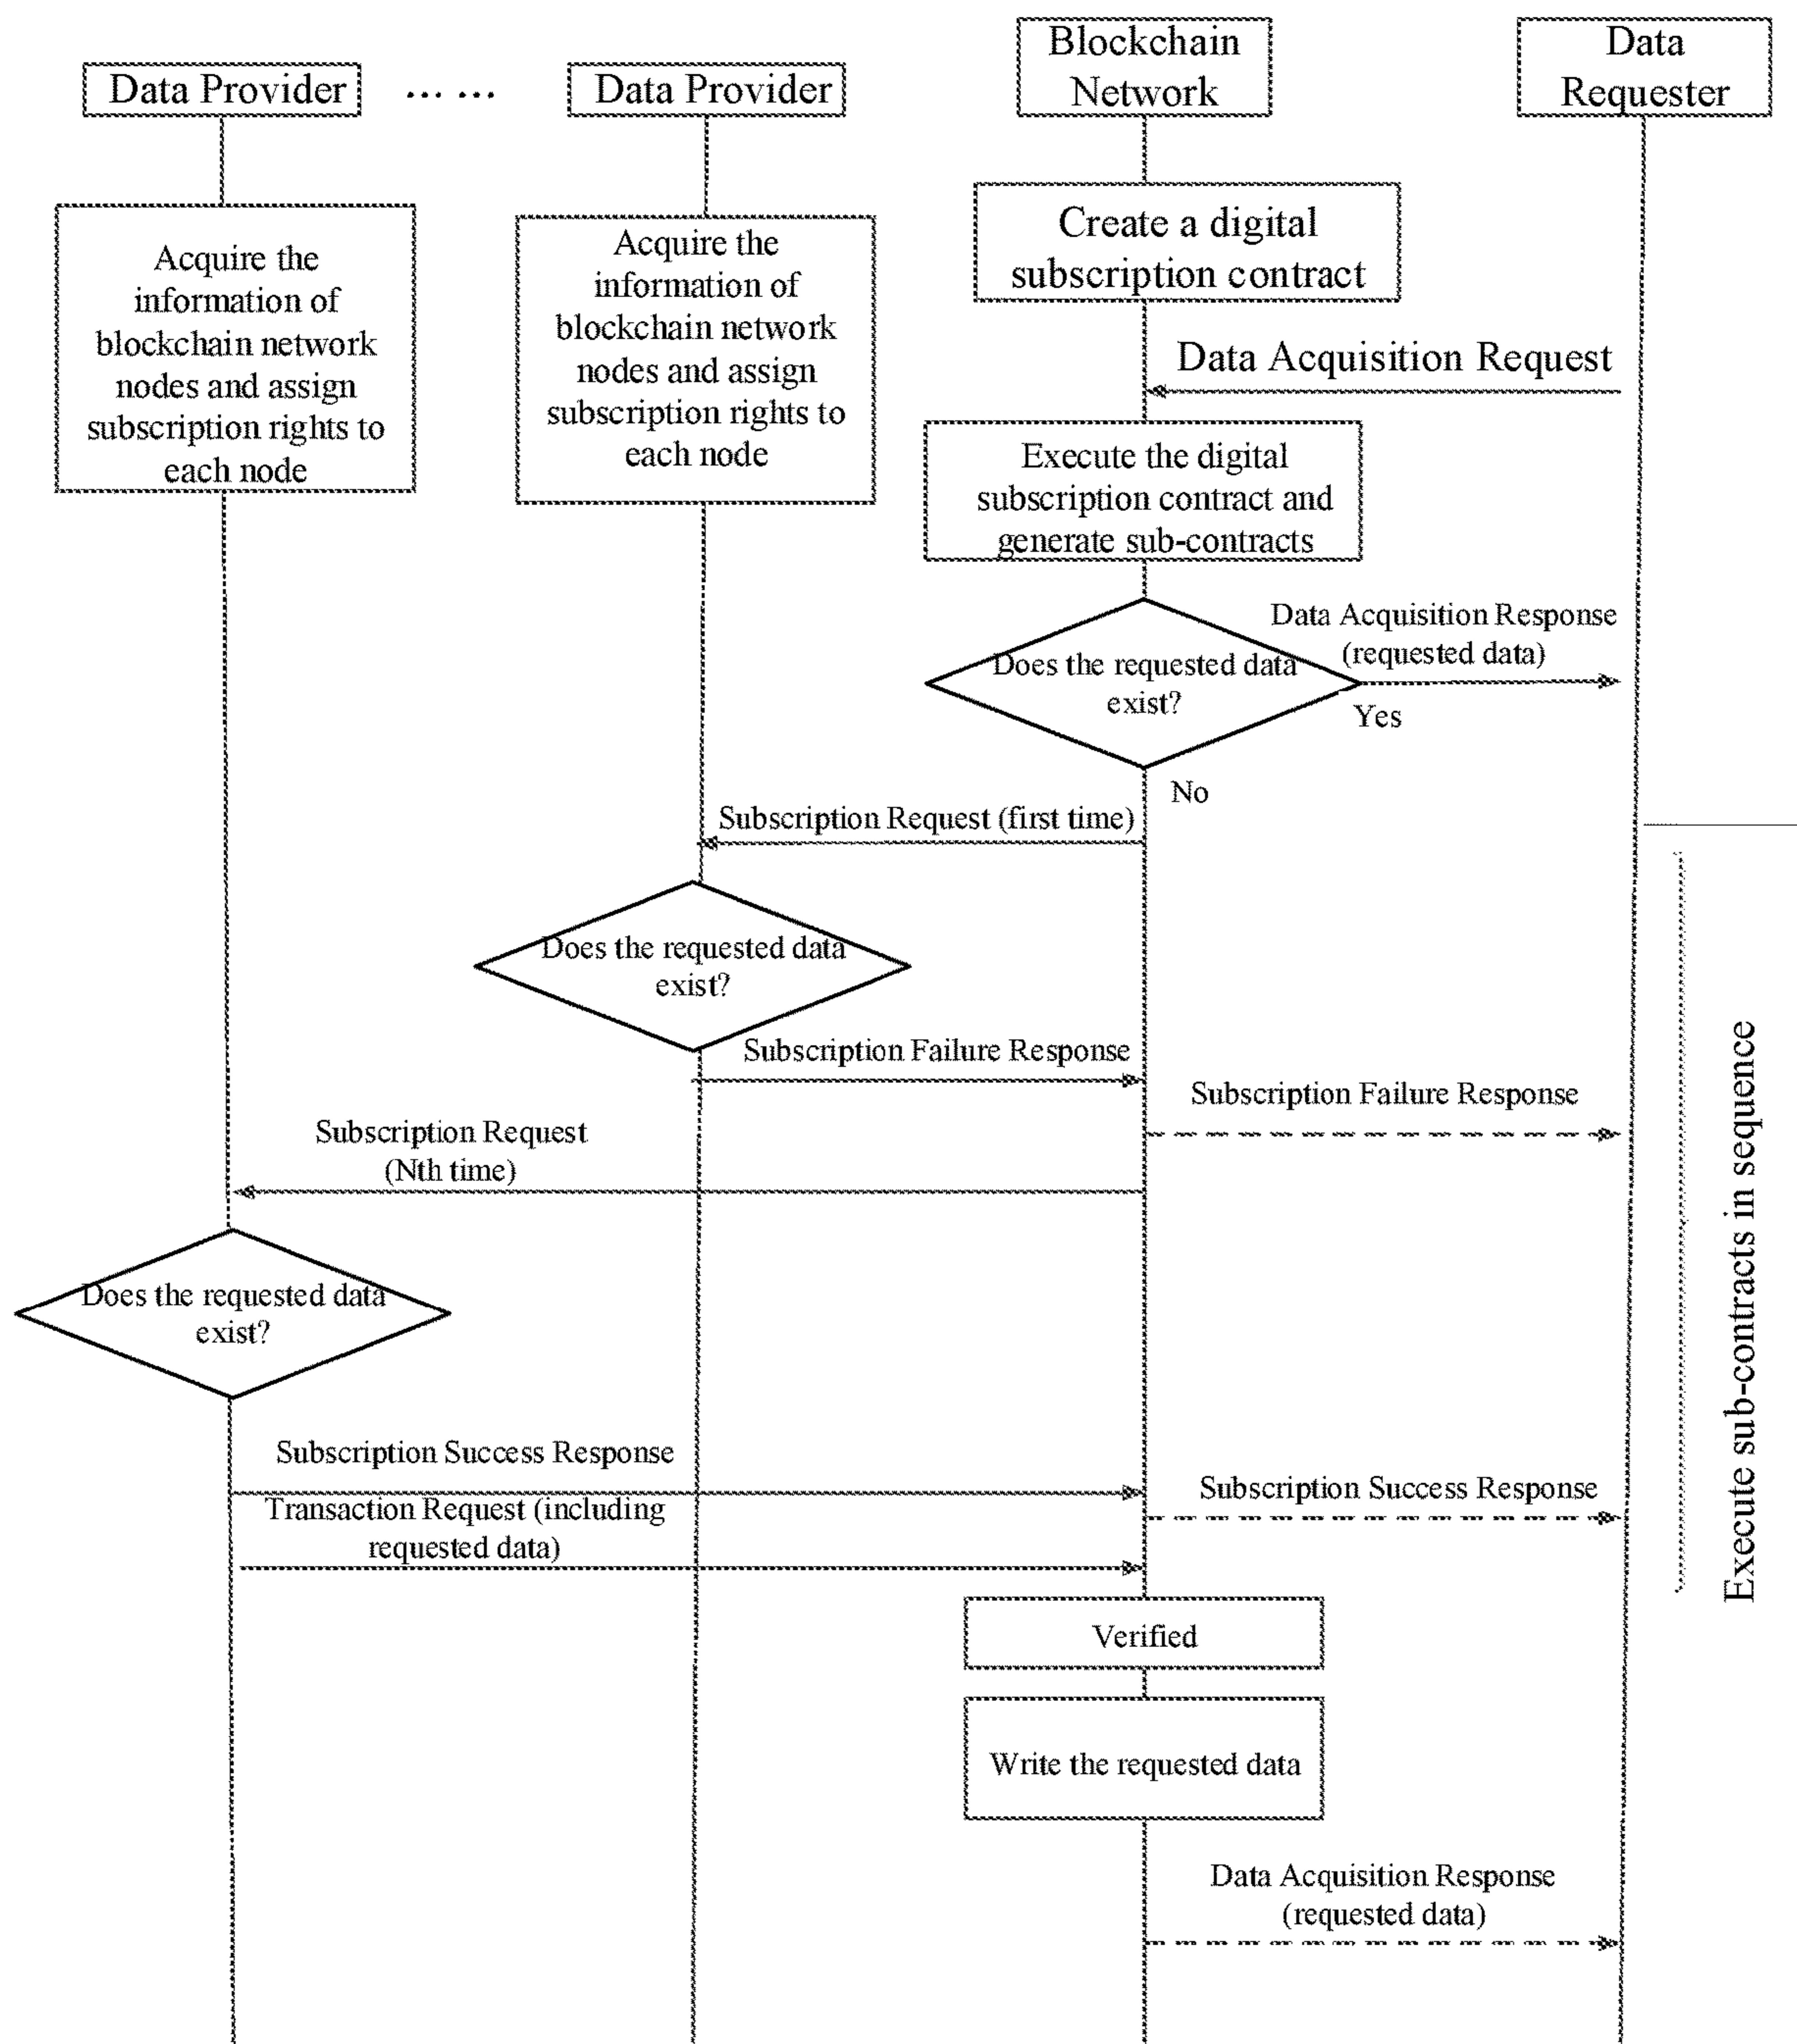 Data Provider
... ...
Data Provider
Blockchain
Network
Data
Requester
Acquire the
information of
blockchain network
nodes and assign
subscription rights to
each node
Acquire the
information of
blockchain network
nodes and assign
subscription rights to
each node
Create a digital
subscription contract
Data Acquisition Request
Execute the digital
subscription contract and
generate sub-contracts
Does the requested data
exist?
Data Acquisition Response
(requested data)
Yes
No
Subscription Request (first time)
Does the requested data
exist?
Subscription Failure Response
Subscription Failure Response
Subscription Request
(Nth time)
Does the requested data
exist?
Execute sub-contracts in sequence
Subscription Success Response
Subscription Success Response
Transaction Request (including
requested data)
Verified
Write the requested data
Data Acquisition Response
(requested data)